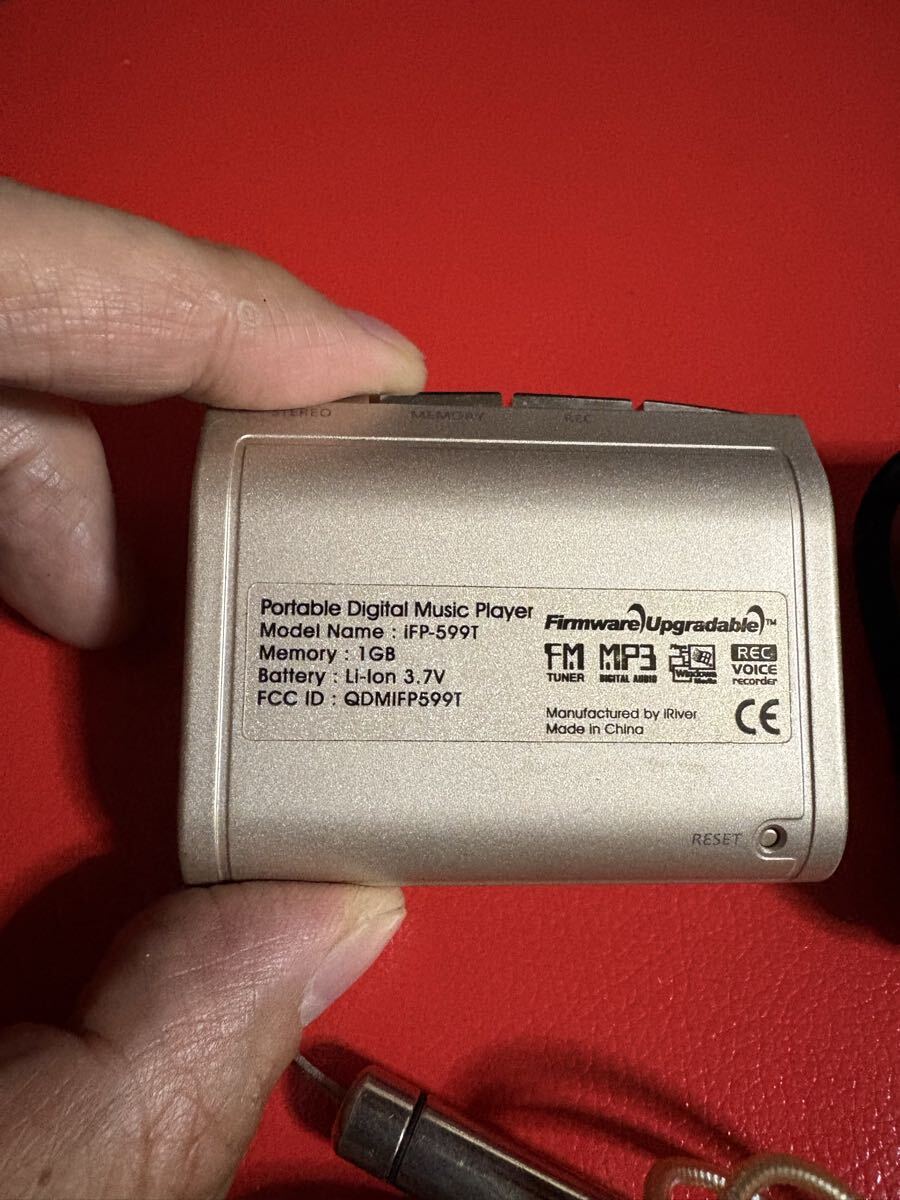 STEREO MEMORY REC
Portable Digital Music Player
Model Name : iFP-599T
Memory : 1GB
Battery : Li-Ion 3.7V
FCC ID : QDMIFP599T
Firmware Upgradable™
FM MP3 REC
TUNER DIGITAL AUDIO Windows VOICE
recorder
Manufactured by iRiver
Made in China
CE
RESET